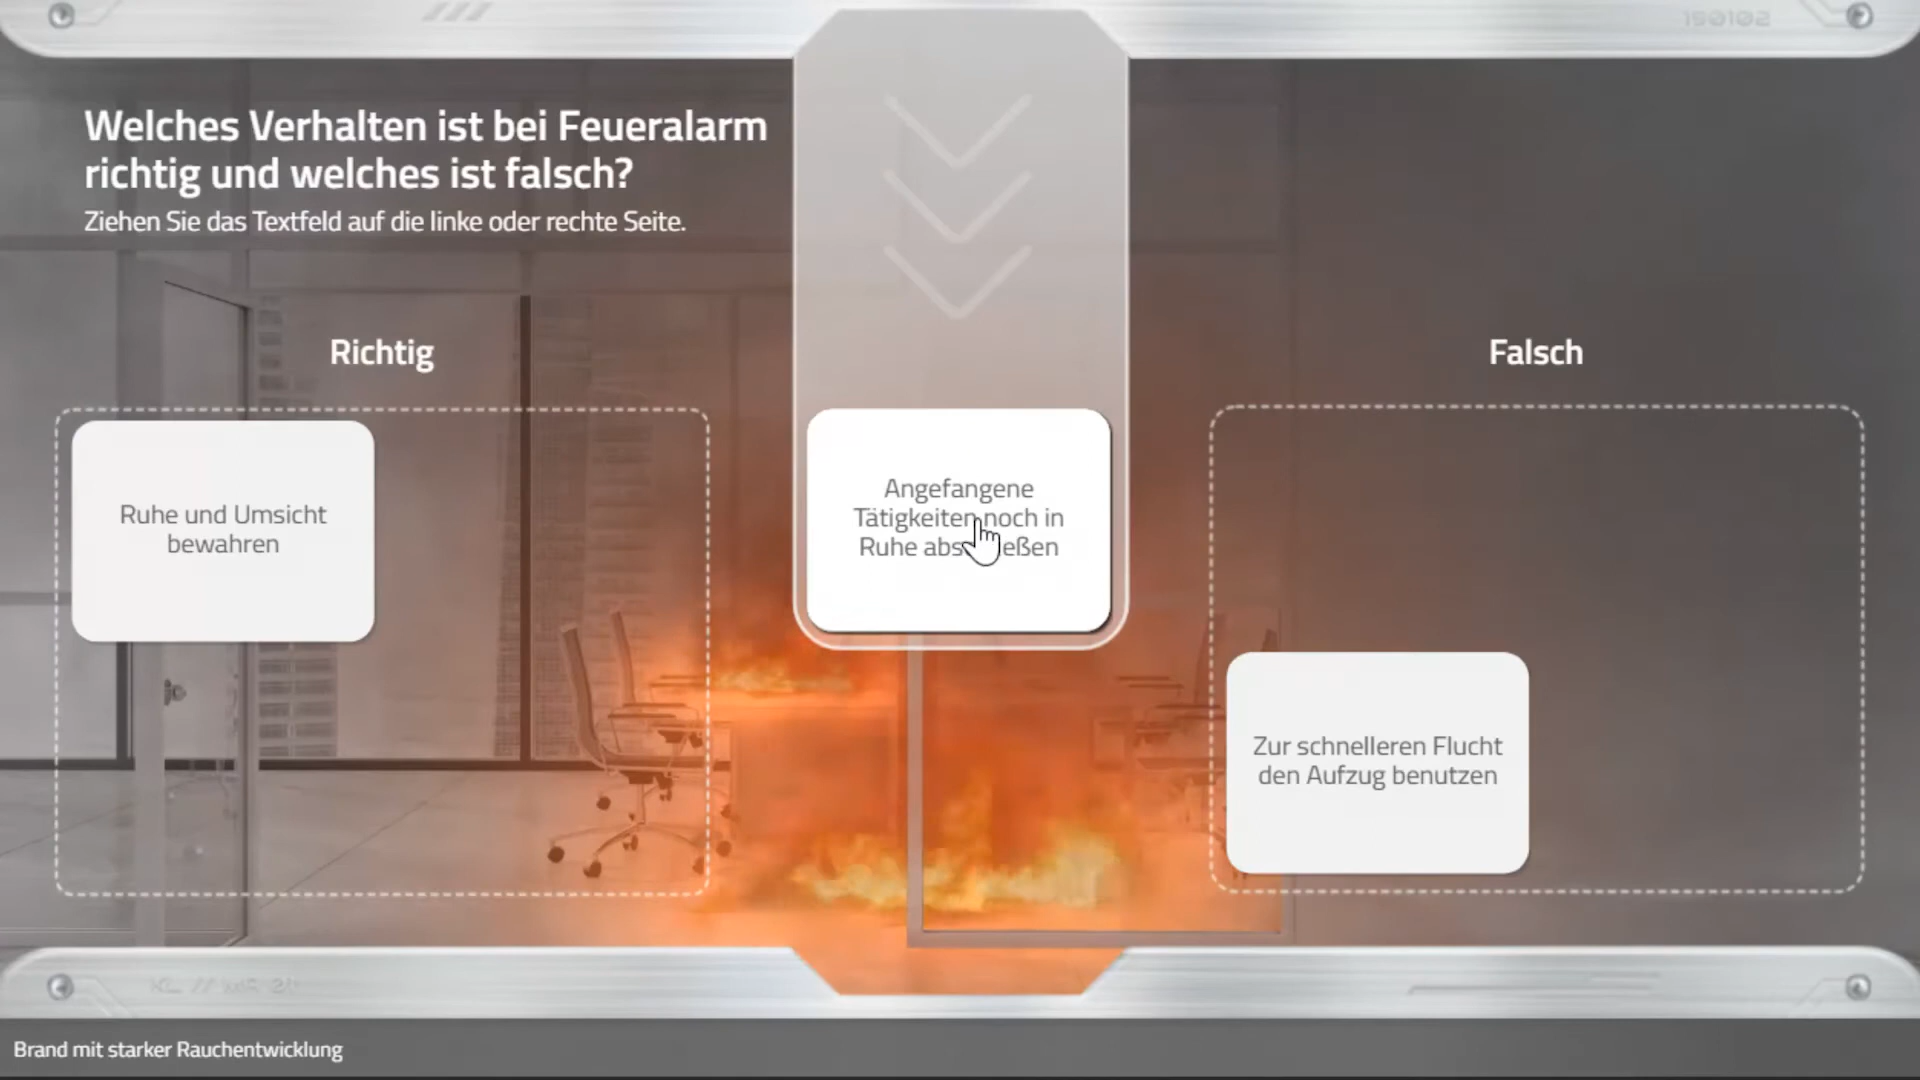 150102
Welches Verhalten ist bei Feueralarm
richtig und welches ist falsch?
Ziehen Sie das Textfeld auf die linke oder rechte Seite.
Richtig
Falsch
Ruhe und Umsicht
bewahren
Angefangene
Tätigkeiten noch in
Ruhe
Zur schnelleren Flucht
den Aufzug benutzen
Brand mit starker Rauchentwicklung